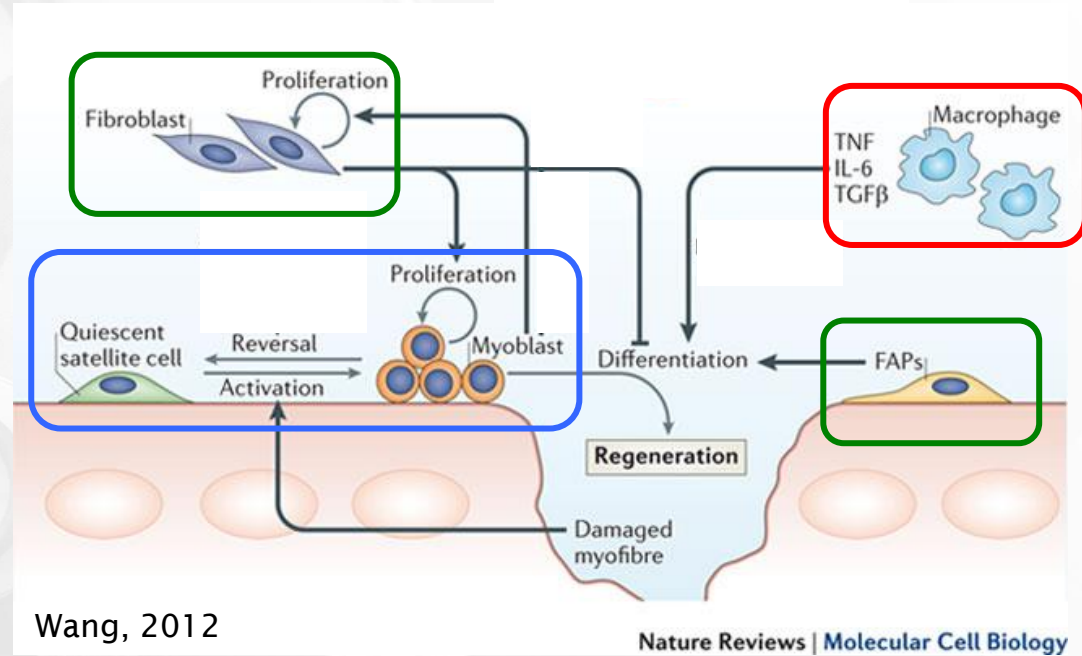 Proliferation
Fibroblast
Macrophage
TNF
IL-6
TGFβ
Proliferation
Quiescent
satellite cell
Reversal
Activation
Myoblast
Differentiation
FAPs
Regeneration
Damaged
myofibre
Wang, 2012
Nature Reviews | Molecular Cell Biology